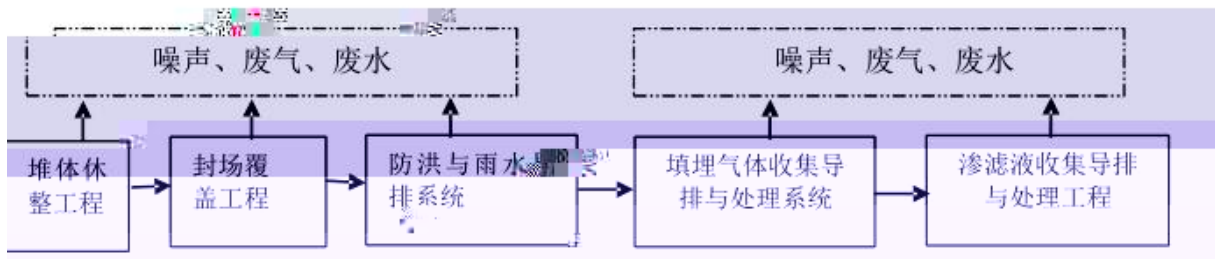 噪声、废气、废水
噪声、废气、废水
堆体休
整工程
封场覆
盖工程
防洪与雨水
排系统
填埋气体收集导
排与处理系统
渗滤液收集导排
与处理工程